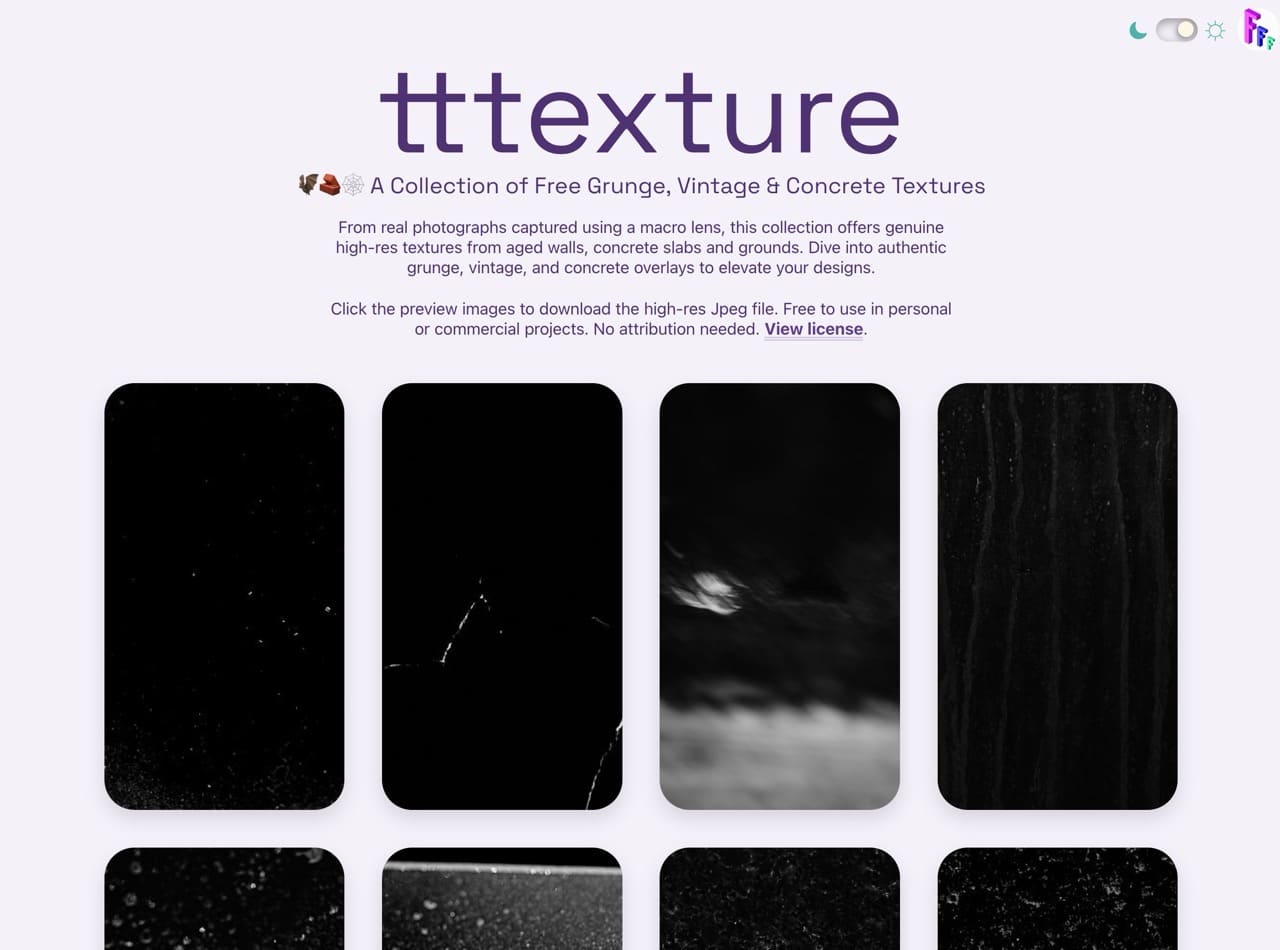 F F F
tttexture
🦇🧱🕸️ A Collection of Free Grunge, Vintage & Concrete Textures
From real photographs captured using a macro lens, this collection offers genuine
high-res textures from aged walls, concrete slabs and grounds. Dive into authentic
grunge, vintage, and concrete overlays to elevate your designs.
Click the preview images to download the high-res Jpeg file. Free to use in personal
or commercial projects. No attribution needed. View license.